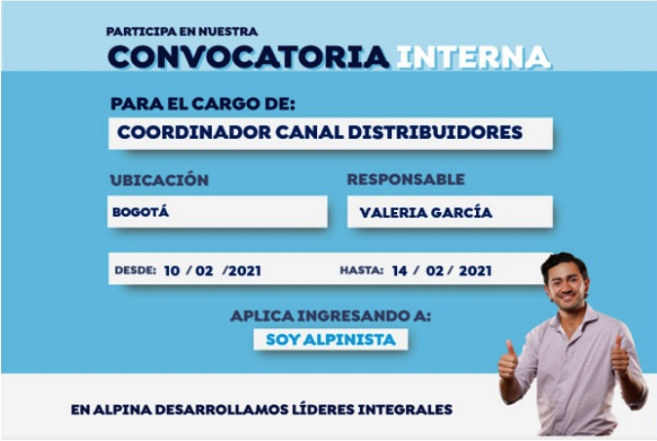 PARTICIPA EN NUESTRA
CONVOCATORIA INTERNA
PARA EL CARGO DE:
COORDINADOR CANAL DISTRIBUIDORES
UBICACIÓN
RESPONSABLE
BOGOTÁ
VALERIA GARCÍA
DESDE: 10 / 02 /2021 HASTA: 14 / 02 / 2021
APLICA INGRESANDO A:
SOY ALPINISTA
EN ALPINA DESARROLLAMOS LÍDERES INTEGRALES